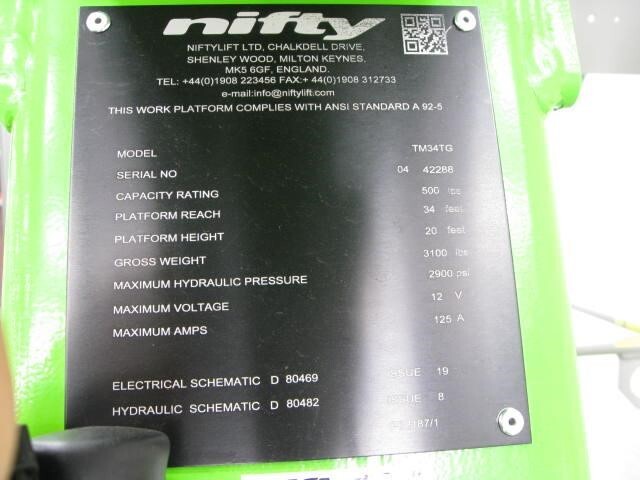 nifty
NIFTYLIFT LTD, CHALKDELL DRIVE,
SHENLEY WOOD, MILTON KEYNES,
MK5 6GF, ENGLAND.
TEL: +44(0)1908 223456 FAX:+ 44(0)1908 312733
e-mail:info@niftylift.com
THIS WORK PLATFORM COMPLIES WITH ANSI STANDARD A 92-5
MODEL TM34TG
SERIAL NO 04 42288
CAPACITY RATING 500 lbs
PLATFORM REACH 34 feet
PLATFORM HEIGHT 20 feet
GROSS WEIGHT 3100 lbs
MAXIMUM HYDRAULIC PRESSURE 2900 psi
MAXIMUM VOLTAGE 12 V
MAXIMUM AMPS 125 A
ELECTRICAL SCHEMATIC D 80469 ISSUE 19
HYDRAULIC SCHEMATIC D 80482 ISSUE 8